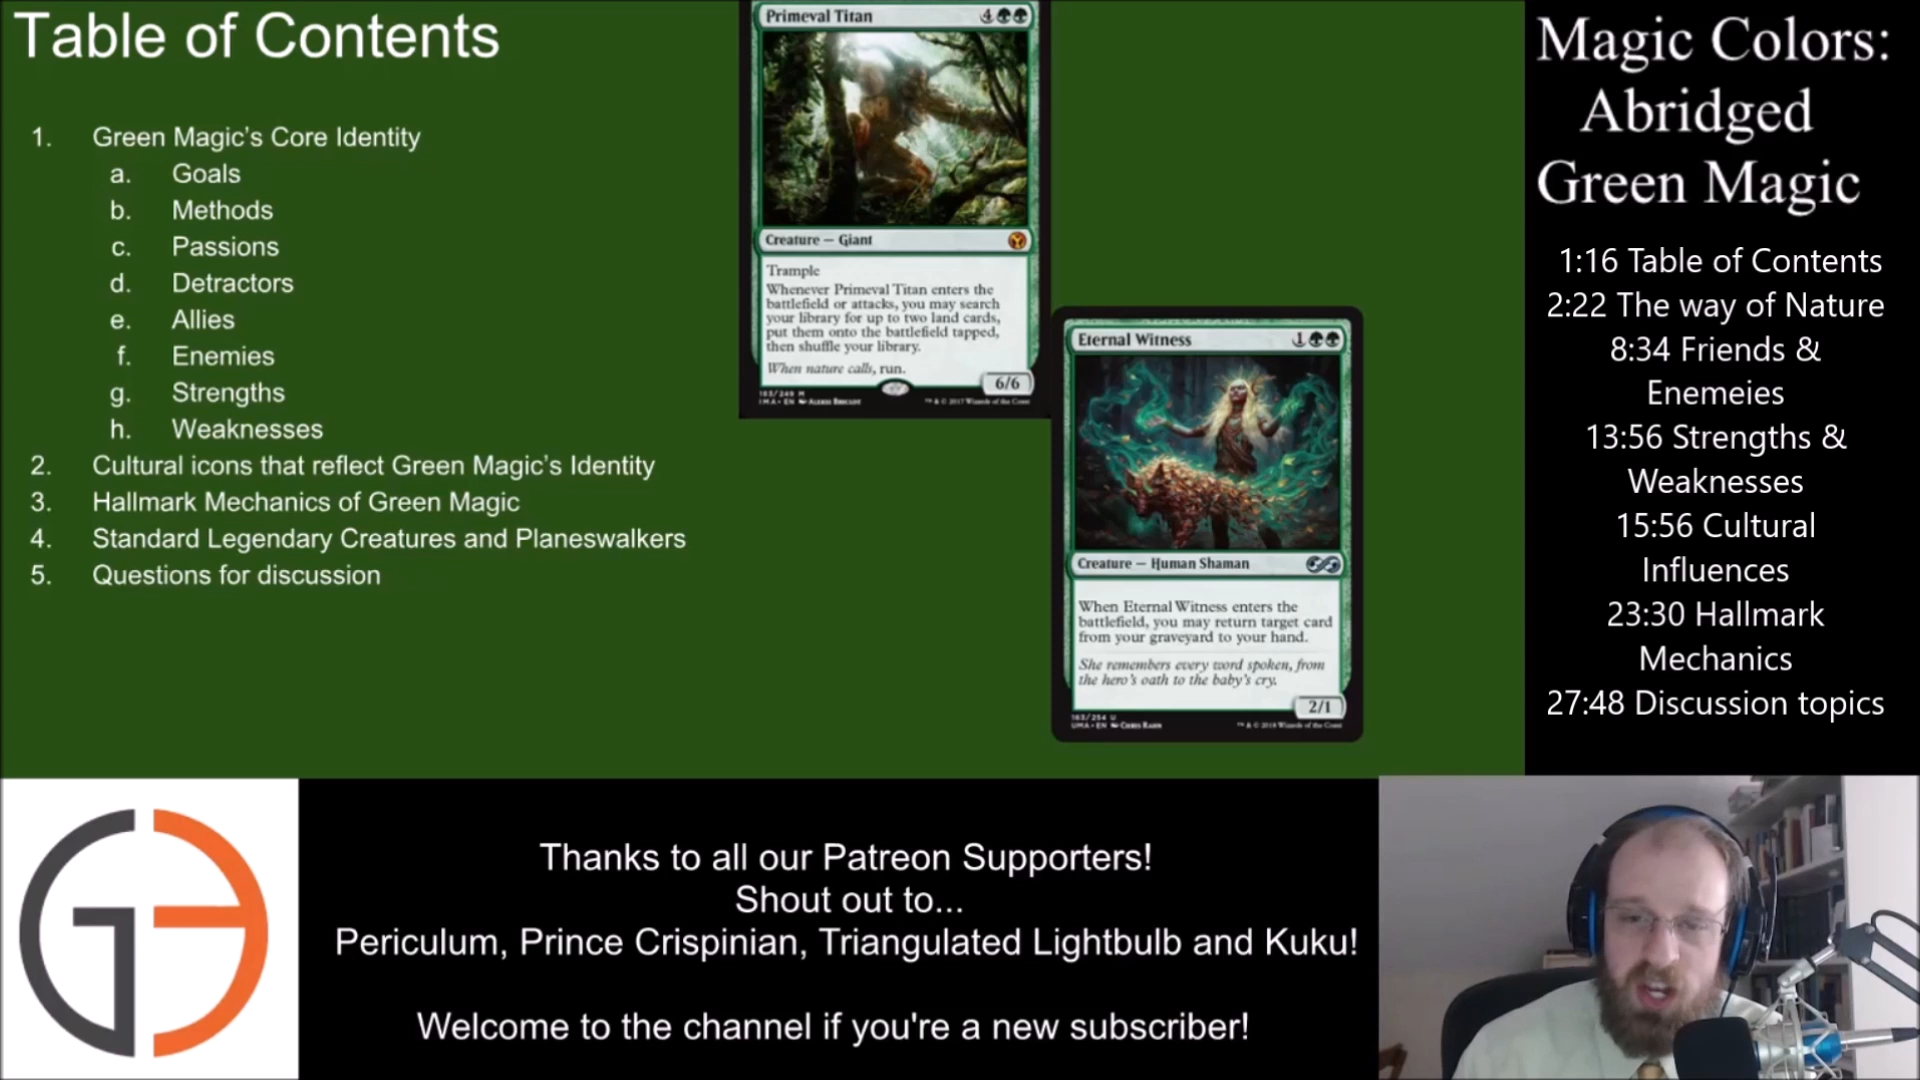 Table of Contents
1. Green Magic's Core Identity
a. Goals
b. Methods
c. Passions
d. Detractors
e. Allies
f. Enemies
g. Strengths
h. Weaknesses
2. Cultural icons that reflect Green Magic's Identity
3. Hallmark Mechanics of Green Magic
4. Standard Legendary Creatures and Planeswalkers
5. Questions for discussion
Primeval Titan 4
Creature — Giant
Trample
Whenever Primeval Titan enters the
battlefield or attacks, you may search
your library for up to two land cards,
put them onto the battlefield tapped,
then shuffle your library.
When nature calls, run.
6/6
Eternal Witness 1
Creature — Human Shaman
When Eternal Witness enters the
battlefield, you may return target card
from your graveyard to your hand.
She remembers every word spoken, from
the hero's oath to the baby's cry.
2/1
Magic Colors:
Abridged
Green Magic
1:16 Table of Contents
2:22 The way of Nature
8:34 Friends &
Enemeies
13:56 Strengths &
Weaknesses
15:56 Cultural
Influences
23:30 Hallmark
Mechanics
27:48 Discussion topics
Thanks to all our Patreon Supporters!
Shout out to...
Periculum, Prince Crispinian, Triangulated Lightbulb and Kuku!
Welcome to the channel if you're a new subscriber!